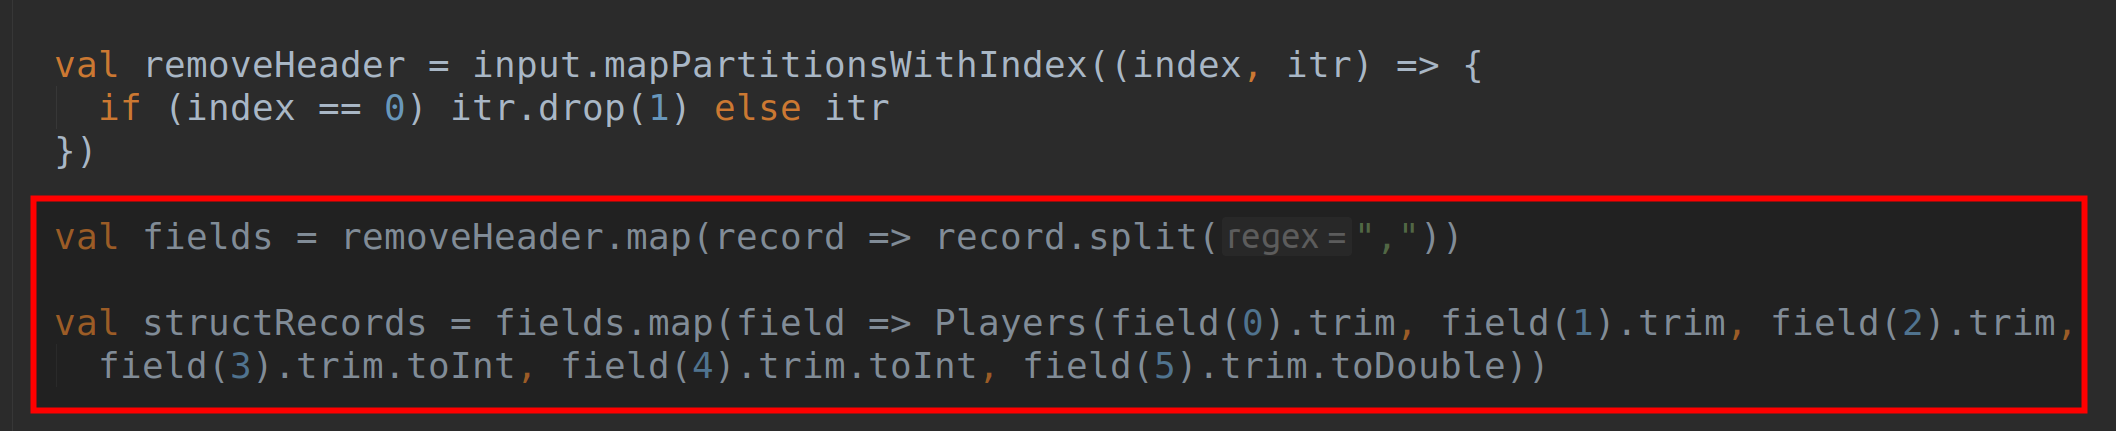 val removeHeader = input.mapPartitionsWithIndex((index, itr) => {
if (index == 0) itr.drop(1) else itr
})
val fields = removeHeader.map(record => record.split( regex = ","))
val structRecords = fields.map(field => Players(field(0).trim, field(1).trim, field(2).trim,
field(3).trim.toInt, field(4).trim.toInt, field(5).trim.toDouble))